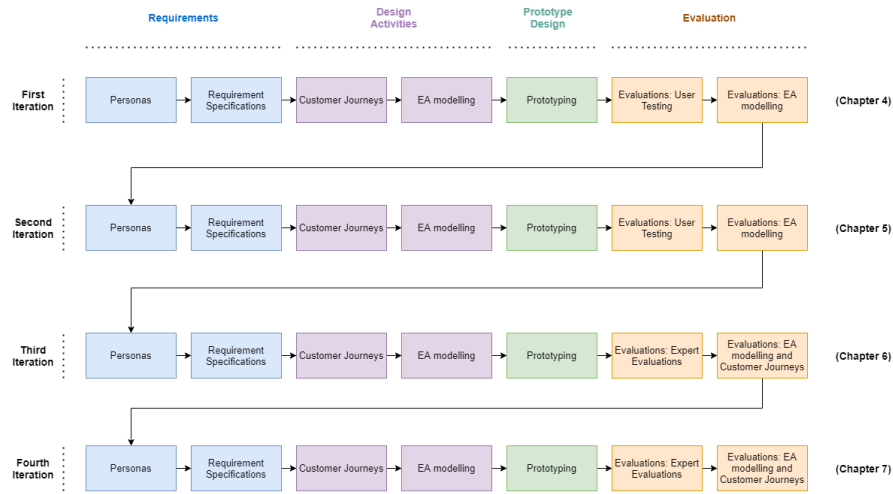 Requirements
Design
Activities
Prototype
Design
Evaluation
First
Iteration
Personas
Requirement
Specifications
Customer Journeys
EA modelling
Prototyping
Evaluations: User
Testing
Evaluations: EA
modelling
(Chapter 4)
Second
Iteration
Personas
Requirement
Specifications
Customer Journeys
EA modelling
Prototyping
Evaluations: User
Testing
Evaluations: EA
modelling
(Chapter 5)
Third
Iteration
Personas
Requirement
Specifications
Customer Journeys
EA modelling
Prototyping
Evaluations: Expert
Evaluations
Evaluations: EA
modelling and
Customer Journeys
(Chapter 6)
Fourth
Iteration
Personas
Requirement
Specifications
Customer Journeys
EA modelling
Prototyping
Evaluations: Expert
Evaluations
Evaluations: EA
modelling and
Customer Journeys
(Chapter 7)